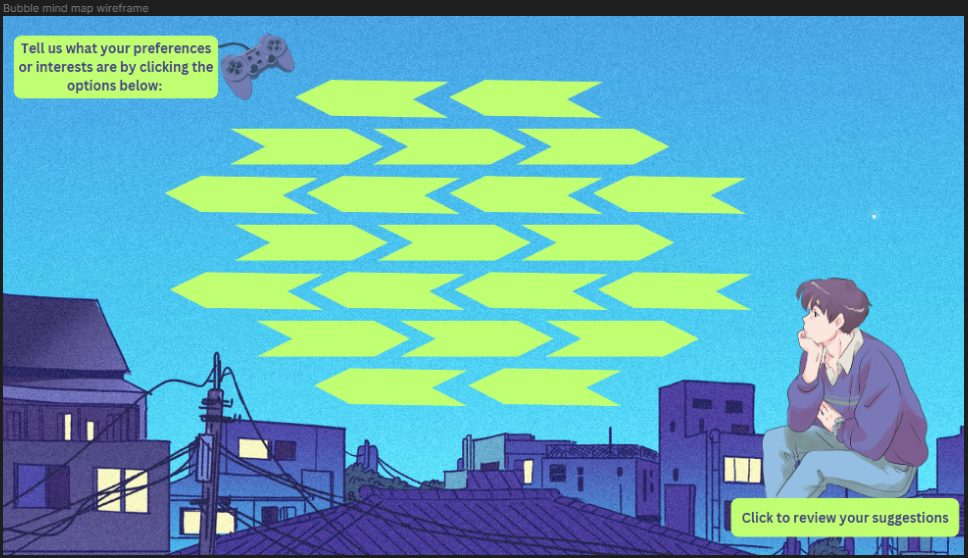 Bubble mind map wireframe
Tell us what your preferences
or interests are by clicking the
options below:
Click to review your suggestions